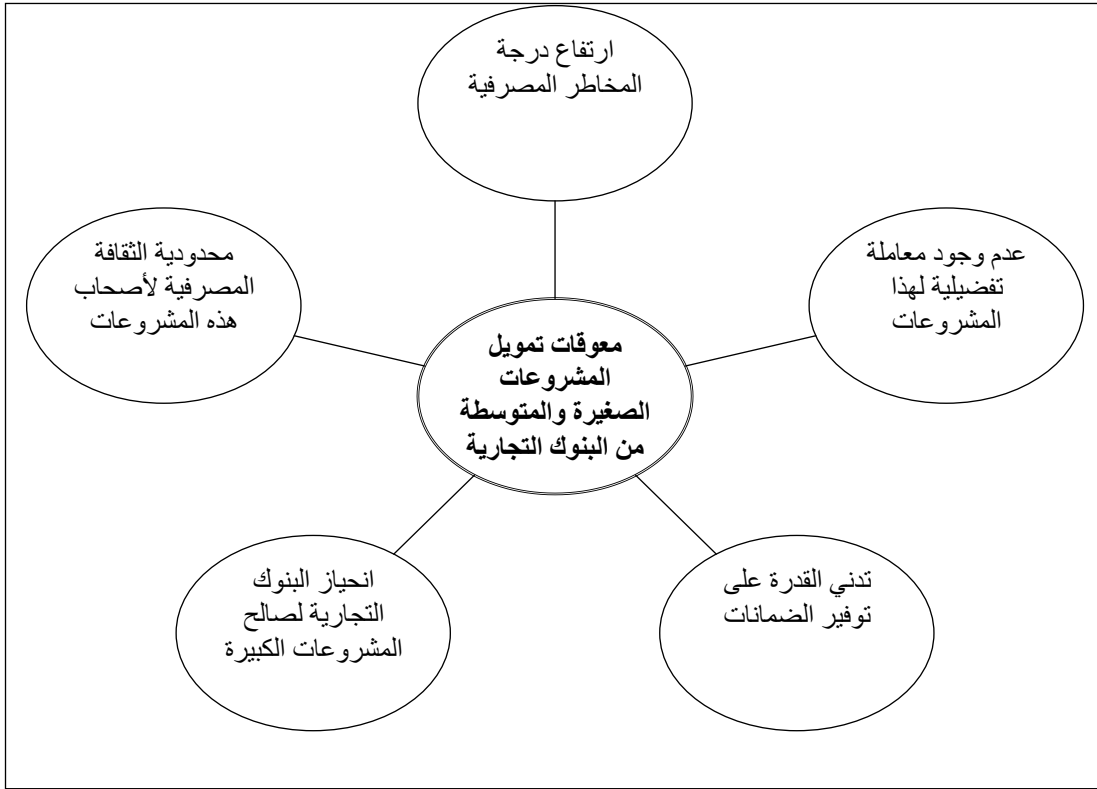 ارتفاع درجة
المخاطر المصرفية
عدم وجود معاملة
تفضيلية لهذا
المشروعات
محدودية الثقافة
المصرفية لأصحاب
هذه المشروعات
معوقات تمويل
المشروعات
الصغيرة والمتوسطة
من البنوك التجارية
تدني القدرة على
توفير الضمانات
انحياز البنوك
التجارية لصالح
المشروعات الكبيرة